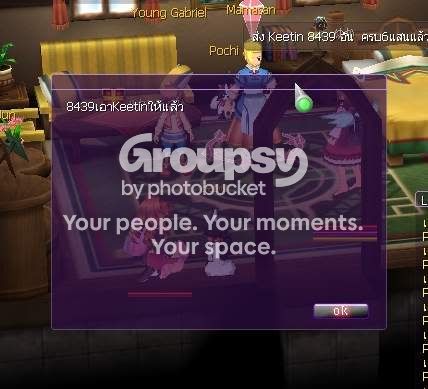 Young Gabriel
Mamasan
ส่ง Keetin 8439 อัน ครบ6แสนแล้ว
Pochi
8439เอาKeetinให้แล้ว
Groupsy
by photobucket
Your people. Your moments.
Your space.
ok